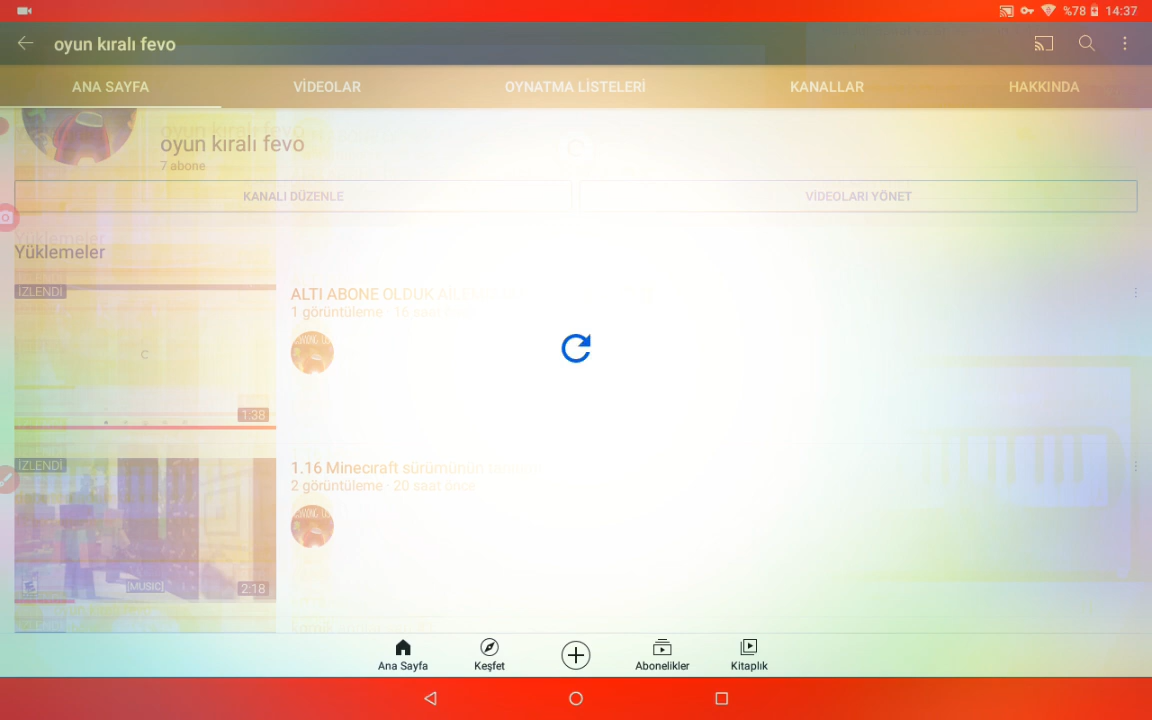 %78 14:37
oyun kıralı fevo
ANA SAYFA VİDEOLAR OYNATMA LİSTELERİ KANALLAR HAKKINDA
oyun kıralı fevo
7 abone
KANALI DÜZENLE VİDEOLARI YÖNET
Yüklemeler
İZLENDİ
1:38
ALTI ABONE OLDUK
1 görüntüleme · 16
İZLENDİ
[MUSIC]
2:18
1.16 Minecıraft sürümünün
2 görüntüleme · 20 saat önce
Ana Sayfa Keşfet Abonelikler Kitaplık